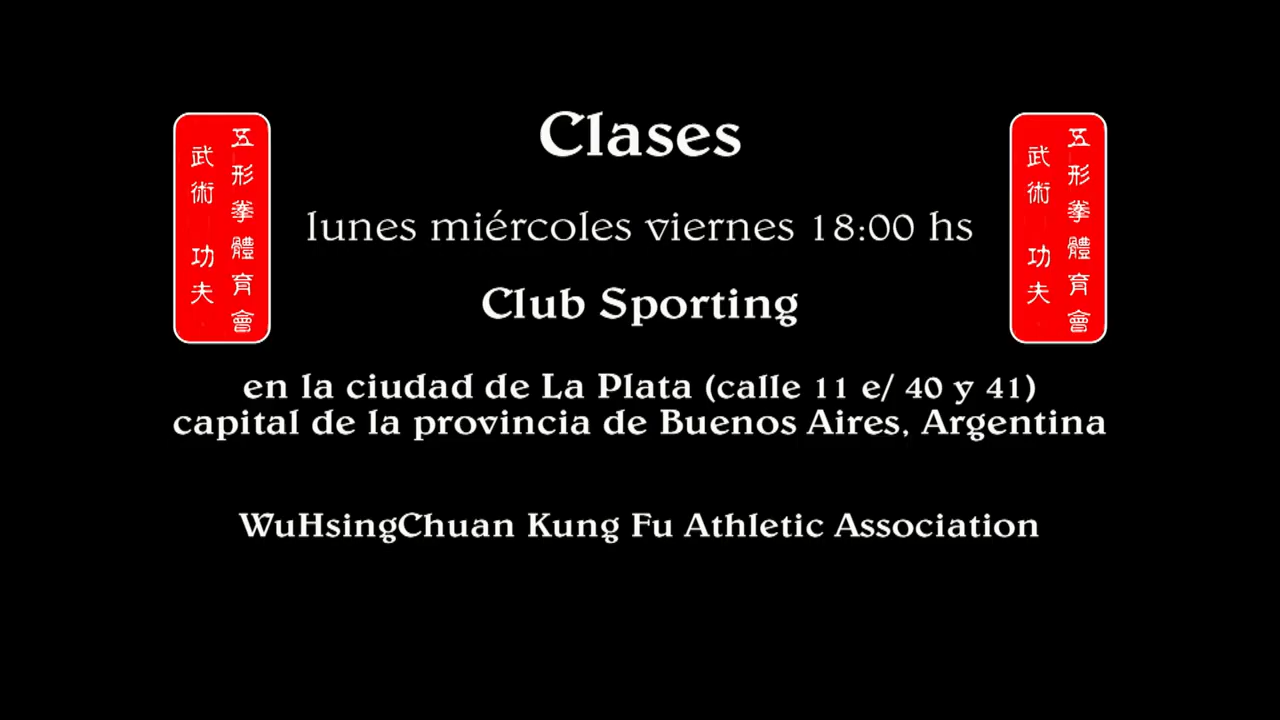 Clases
lunes miércoles viernes 18:00 hs
Club Sporting
en la ciudad de La Plata (calle 11 e/ 40 y 41)
capital de la provincia de Buenos Aires, Argentina
WuHsingChuan Kung Fu Athletic Association
五形拳體育會
武術 功夫
五形拳體育會
武術 功夫